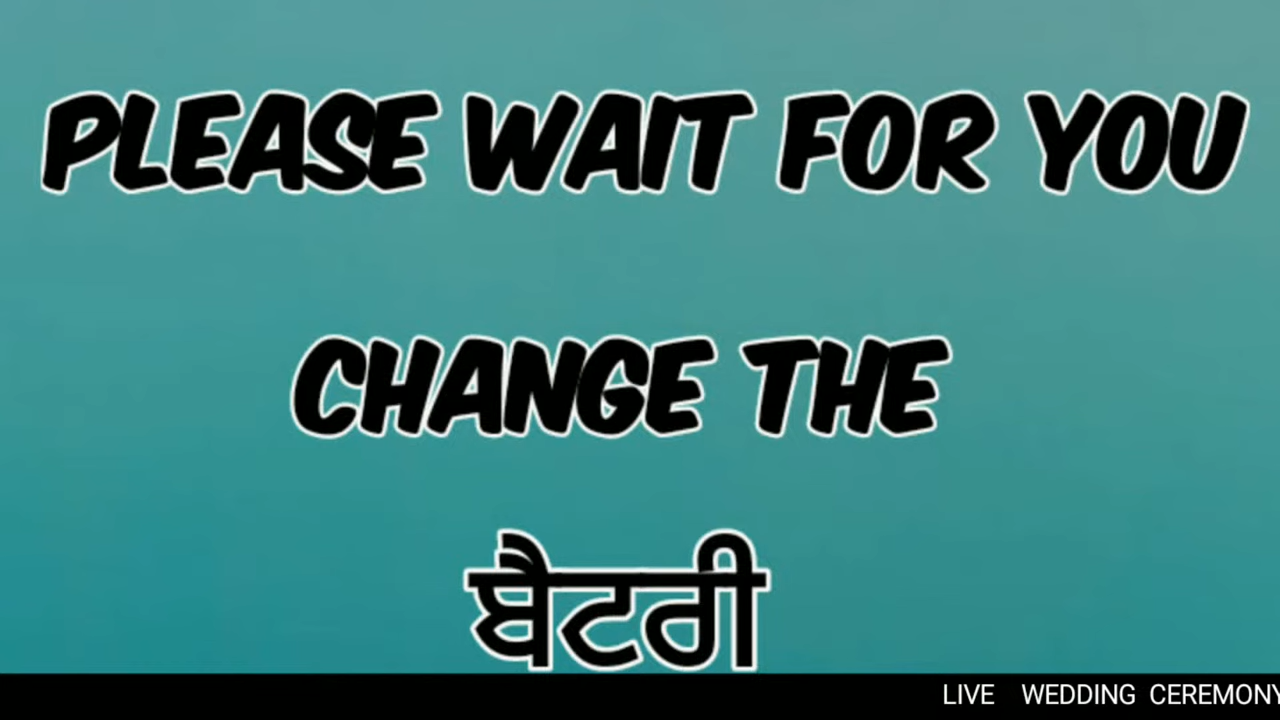 PLEASE WAIT FOR YOU
CHANGE THE
ਬੈਟਰੀ
LIVE WEDDING CEREMONY